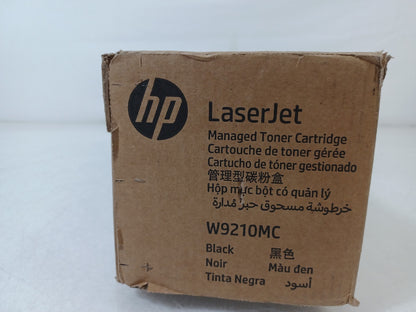 hp
LaserJet
Managed Toner Cartridge
Cartouche de toner gérée
Cartucho de tóner gestionado
管理型碳粉盒
Hộp mực bột có quản lý
خرطوشة مسحوق حبر مُدارة
W9210MC
Black 黑色
Noir Màu đen
Tinta Negra أسود